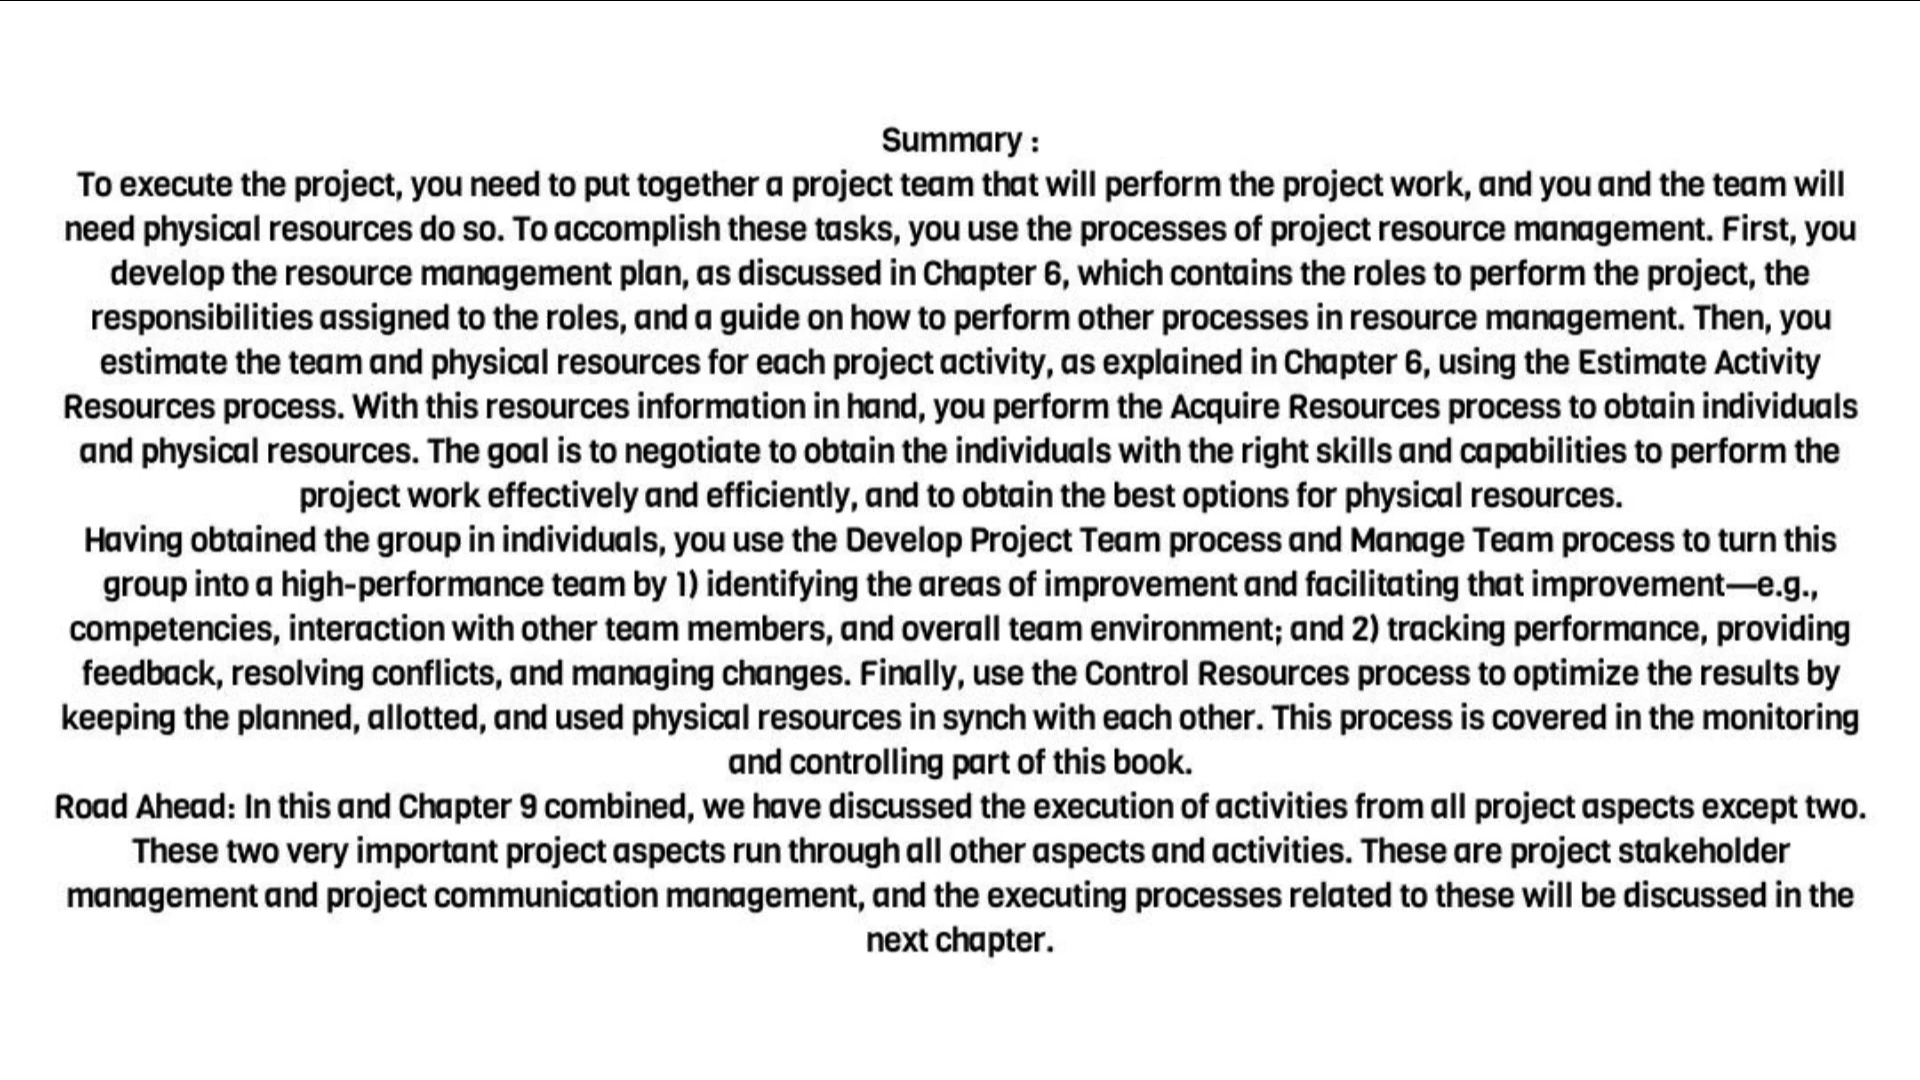 Summary :
To execute the project, you need to put together a project team that will perform the project work, and you and the team will
need physical resources do so. To accomplish these tasks, you use the processes of project resource management. First, you
develop the resource management plan, as discussed in Chapter 6, which contains the roles to perform the project, the
responsibilities assigned to the roles, and a guide on how to perform other processes in resource management. Then, you
estimate the team and physical resources for each project activity, as explained in Chapter 6, using the Estimate Activity
Resources process. With this resources information in hand, you perform the Acquire Resources process to obtain individuals
and physical resources. The goal is to negotiate to obtain the individuals with the right skills and capabilities to perform the
project work effectively and efficiently, and to obtain the best options for physical resources.
Having obtained the group in individuals, you use the Develop Project Team process and Manage Team process to turn this
group into a high-performance team by 1) identifying the areas of improvement and facilitating that improvement—e.g.,
competencies, interaction with other team members, and overall team environment; and 2) tracking performance, providing
feedback, resolving conflicts, and managing changes. Finally, use the Control Resources process to optimize the results by
keeping the planned, allotted, and used physical resources in synch with each other. This process is covered in the monitoring
and controlling part of this book.
Road Ahead: In this and Chapter 9 combined, we have discussed the execution of activities from all project aspects except two.
These two very important project aspects run through all other aspects and activities. These are project stakeholder
management and project communication management, and the executing processes related to these will be discussed in the
next chapter.